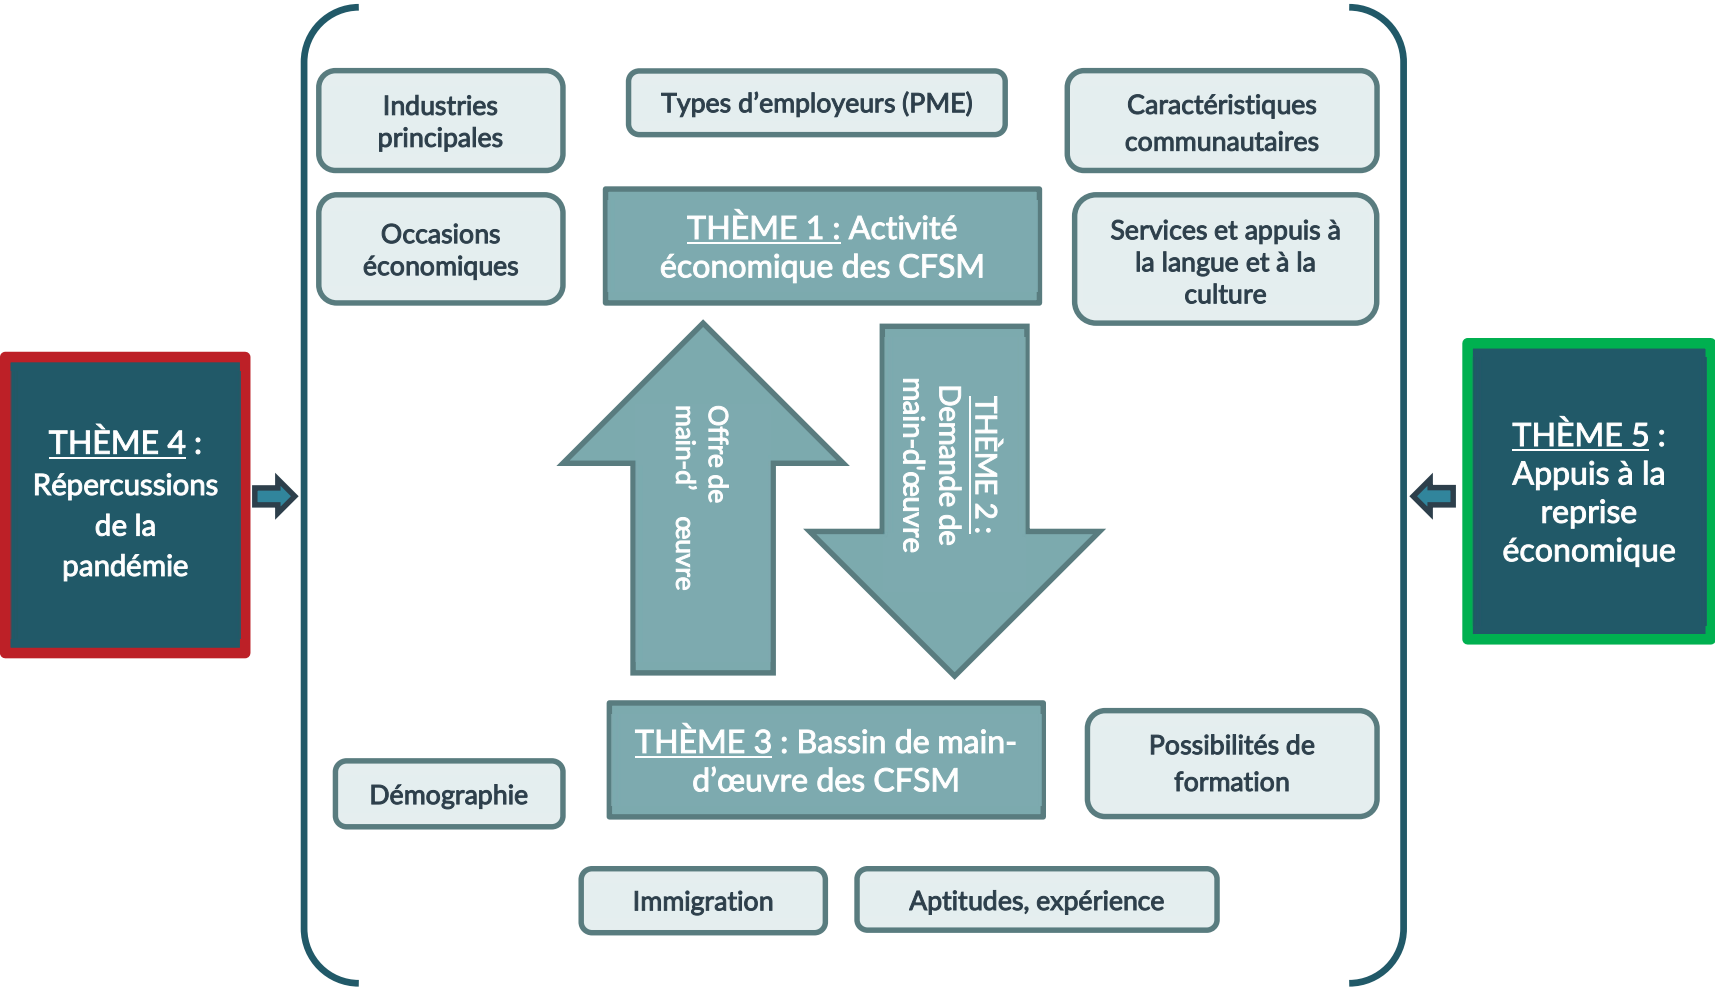 Industries
principales
Types d’employeurs (PME)
Caractéristiques
communautaires
Occasions
économiques
THÈME 1 : Activité
économique des CFSM
Services et appuis à
la langue et à la
culture
THÈME 4 :
Répercussions
de la
pandémie
Offre de
main-d’ œuvre
THÈME 2 :
Demande de
main-d'œuvre
THÈME 5 :
Appuis à la
reprise
économique
THÈME 3 : Bassin de main-
d’œuvre des CFSM
Démographie
Possibilités de
formation
Immigration
Aptitudes, expérience